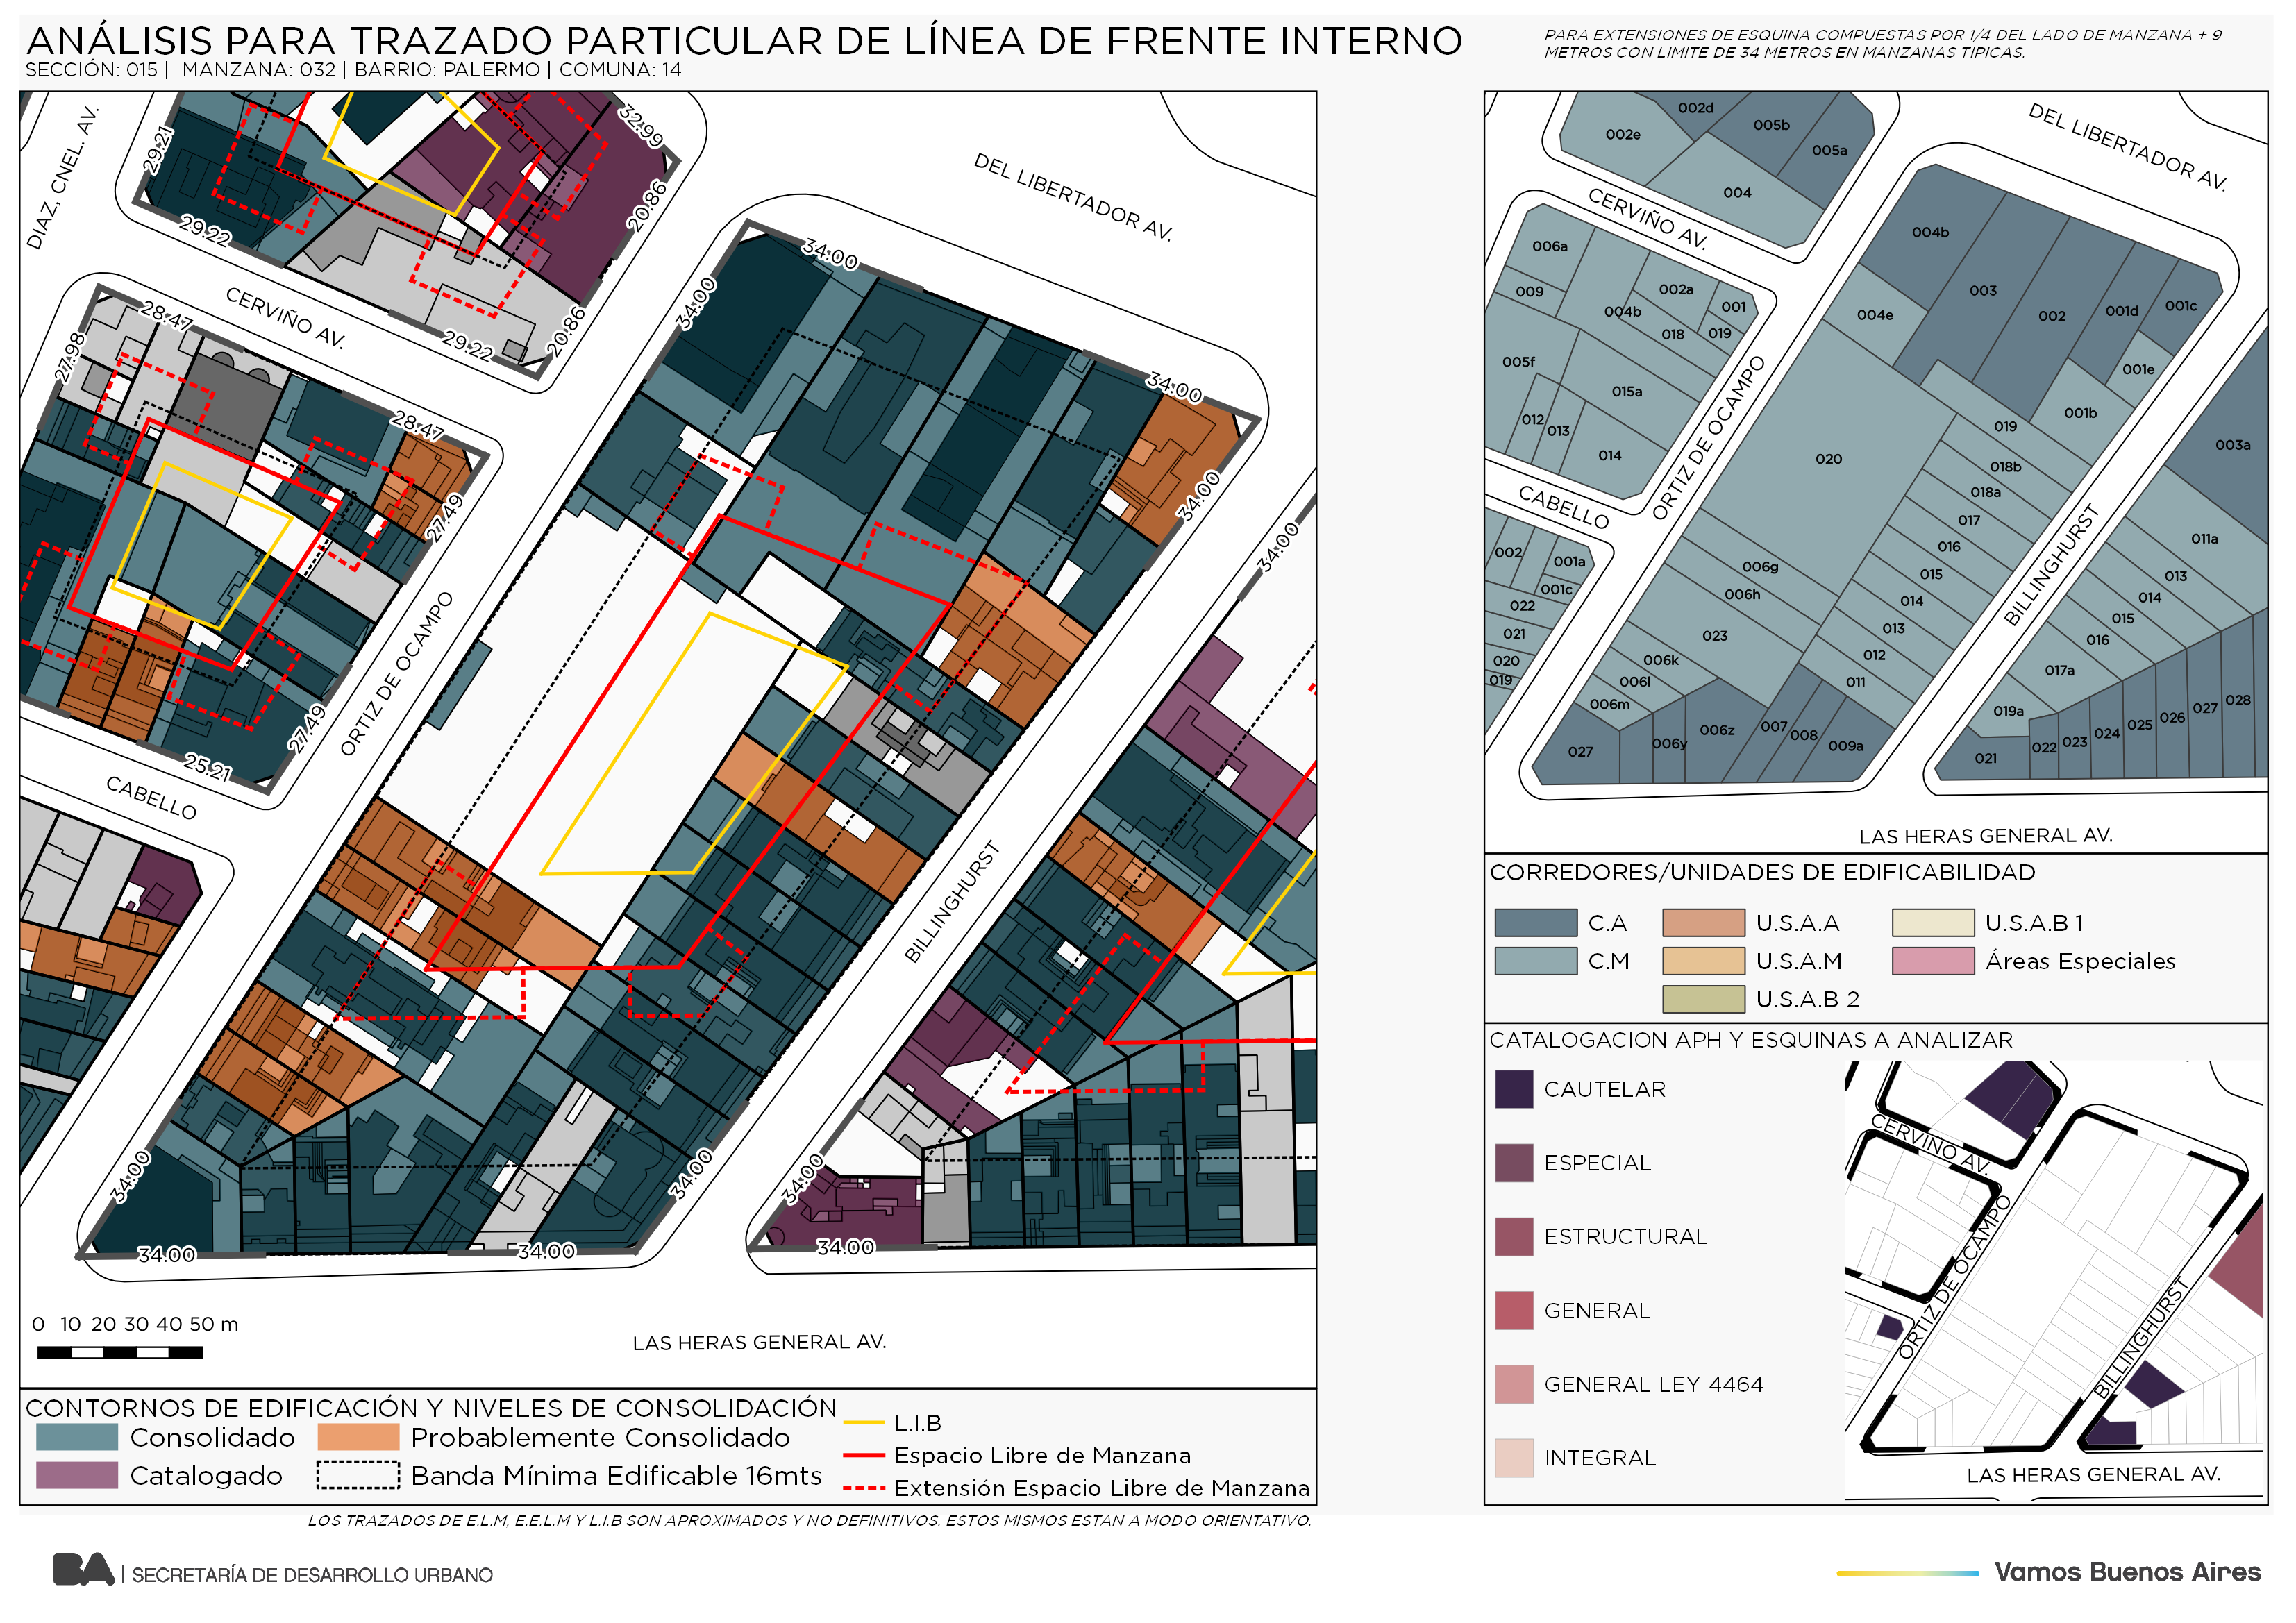 ANÁLISIS PARA TRAZADO PARTICULAR DE LÍNEA DE FRENTE INTERNO
SECCIÓN: 015 | MANZANA: 032 | BARRIO: PALERMO | COMUNA: 14
PARA EXTENSIONES DE ESQUINA COMPUESTAS POR 1/4 DEL LADO DE MANZANA + 9
METROS CON LIMITE DE 34 METROS EN MANZANAS TIPICAS.
DIAZ, CNEL. AV.
29.21
29.22
32.99
20.86
20.86
29.22
DEL LIBERTADOR AV.
CERVIÑO AV.
28.47
27.98
28.47
27.49
27.49
25.21
34.00
34.00
34.00
34.00
34.00
ORTIZ DE OCAMPO
CABELLO
BILLINGHURST
34.00
34.00
34.00
34.00
34.00
34.00
0 10 20 30 40 50 m
LAS HERAS GENERAL AV.
CONTORNOS DE EDIFICACIÓN Y NIVELES DE CONSOLIDACIÓN
Consolidado
Probablemente Consolidado
Catalogado
Banda Mínima Edificable 16mts
L.I.B
Espacio Libre de Manzana
Extensión Espacio Libre de Manzana
LOS TRAZADOS DE E.L.M, E.E.L.M Y L.I.B SON APROXIMADOS Y NO DEFINITIVOS. ESTOS MISMOS ESTAN A MODO ORIENTATIVO.
002d
002e
005b
005a
004
DEL LIBERTADOR AV.
CERVIÑO AV.
006a
009
004b
002a
001
018
019
005f
015a
012
013
014
CABELLO
ORTIZ DE OCAMPO
002
001a
001c
022
021
020
019
004b
003
004e
002
001d
001c
001e
001b
019
020
018b
018a
017
016
015
014
013
012
011
006g
006h
023
006k
006l
006m
027
006y
006z
007
008
009a
BILLINGHURST
003a
011a
013
014
015
016
017a
019a
021
022
023
024
025
026
027
028
LAS HERAS GENERAL AV.
CORREDORES/UNIDADES DE EDIFICABILIDAD
C.A
U.S.A.A
U.S.A.B 1
C.M
U.S.A.M
Áreas Especiales
U.S.A.B 2
CATALOGACION APH Y ESQUINAS A ANALIZAR
CAUTELAR
ESPECIAL
ESTRUCTURAL
GENERAL
GENERAL LEY 4464
INTEGRAL
CERVIÑO AV.
ORTIZ DE OCAMPO
BILLINGHURST
LAS HERAS GENERAL AV.
BA | SECRETARÍA DE DESARROLLO URBANO
Vamos Buenos Aires